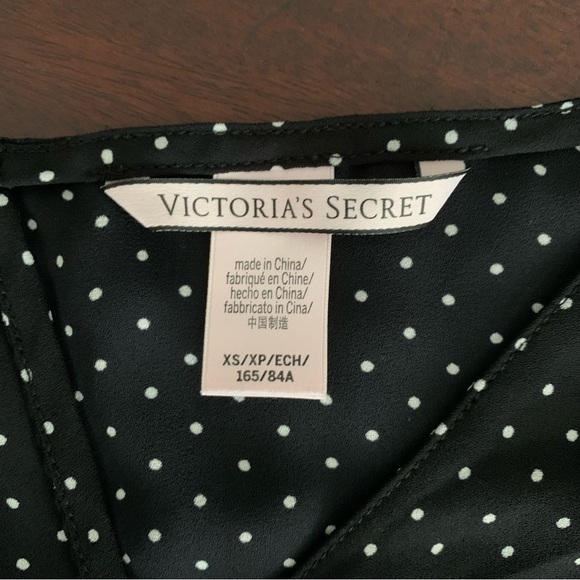 VICTORIA'S SECRET
made in China/
fabriqué en Chine/
hecho en China/
fabbricato in Cina/
中国制造
XS/XP/ECH/
165/84A